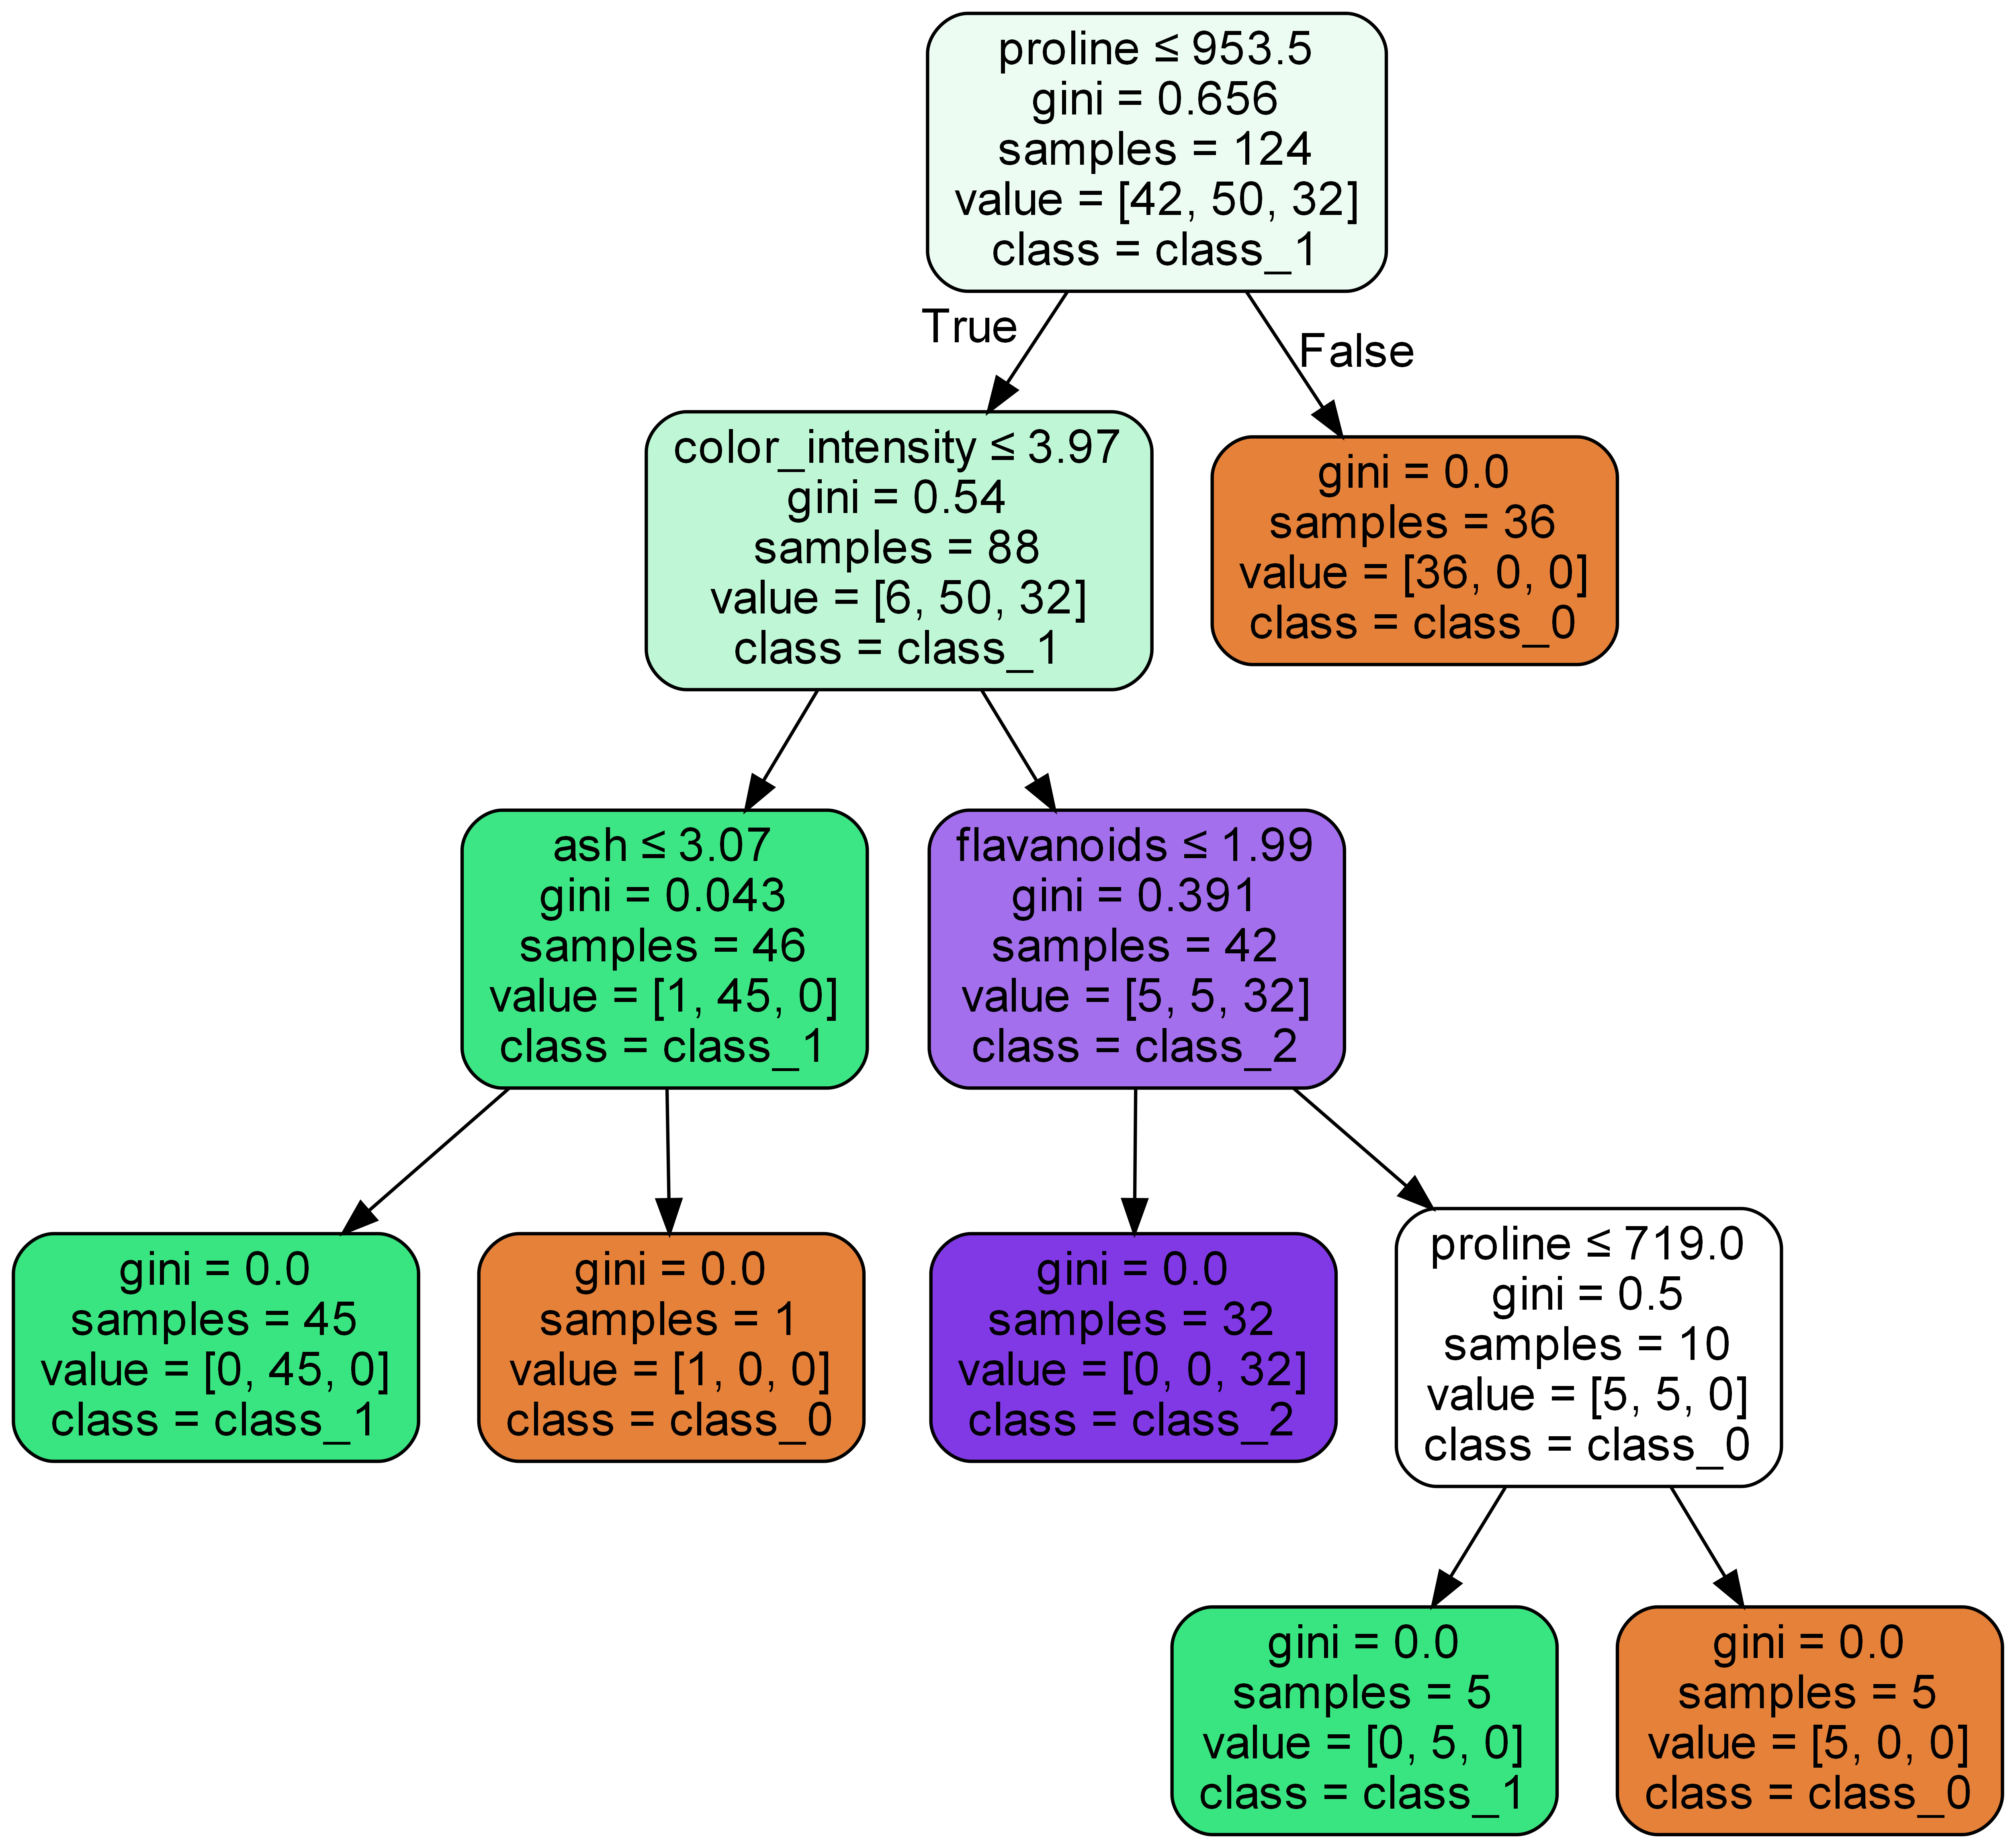 proline ≤ 953.5
gini = 0.656
samples = 124
value = [42, 50, 32]
class = class_1
True
False
color_intensity ≤ 3.97
gini = 0.54
samples = 88
value = [6, 50, 32]
class = class_1
gini = 0.0
samples = 36
value = [36, 0, 0]
class = class_0
ash ≤ 3.07
gini = 0.043
samples = 46
value = [1, 45, 0]
class = class_1
flavanoids ≤ 1.99
gini = 0.391
samples = 42
value = [5, 5, 32]
class = class_2
gini = 0.0
samples = 45
value = [0, 45, 0]
class = class_1
gini = 0.0
samples = 1
value = [1, 0, 0]
class = class_0
gini = 0.0
samples = 32
value = [0, 0, 32]
class = class_2
proline ≤ 719.0
gini = 0.5
samples = 10
value = [5, 5, 0]
class = class_0
gini = 0.0
samples = 5
value = [0, 5, 0]
class = class_1
gini = 0.0
samples = 5
value = [5, 0, 0]
class = class_0